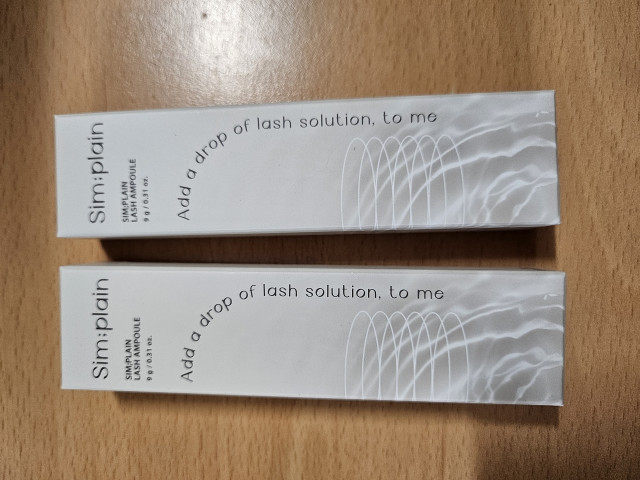 Sim:plain
SIM:PLAIN
LASH AMPOULE
9 g / 0.31 oz.
Add a drop of lash solution, to me
Sim:plain
SIM:PLAIN
LASH AMPOULE
9 g / 0.31 oz.
Add a drop of lash solution, to me